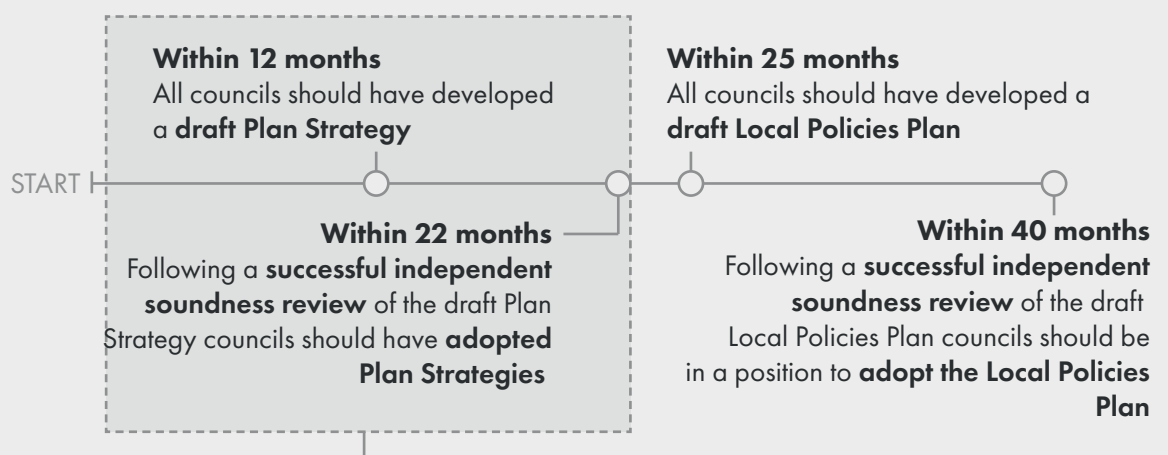 Within 12 months
All councils should have developed
a draft Plan Strategy
Within 25 months
All councils should have developed a
draft Local Policies Plan
START
Within 22 months
Following a successful independent
soundness review of the draft Plan
Strategy councils should have adopted
Plan Strategies
Within 40 months
Following a successful independent
soundness review of the draft
Local Policies Plan councils should be
in a position to adopt the Local Policies
Plan